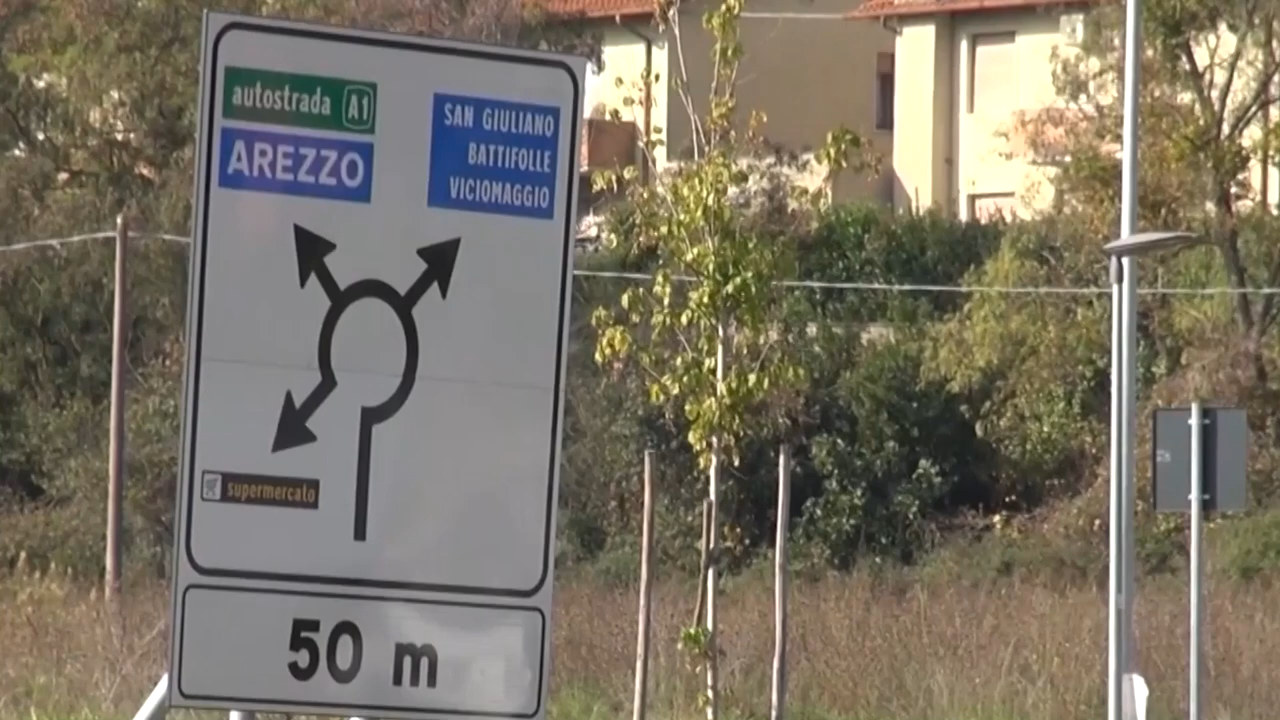 autostrada A1
AREZZO
SAN GIULIANO
BATTIFOLLE
VICIOMAGGIO
supermercato
50 m